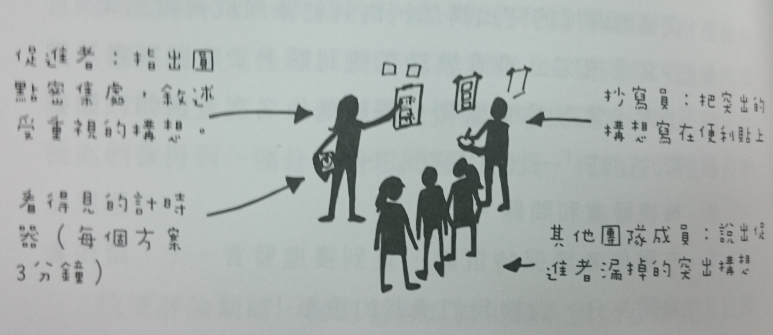 促進者：指出圓
點密集處，敘述
受重視的構想。
看得見的計時
器（每個方案
3分鐘）
抄寫員：把突出的
構想寫在便利貼上
其他團隊成員：說出促
進者漏掉的突出構想